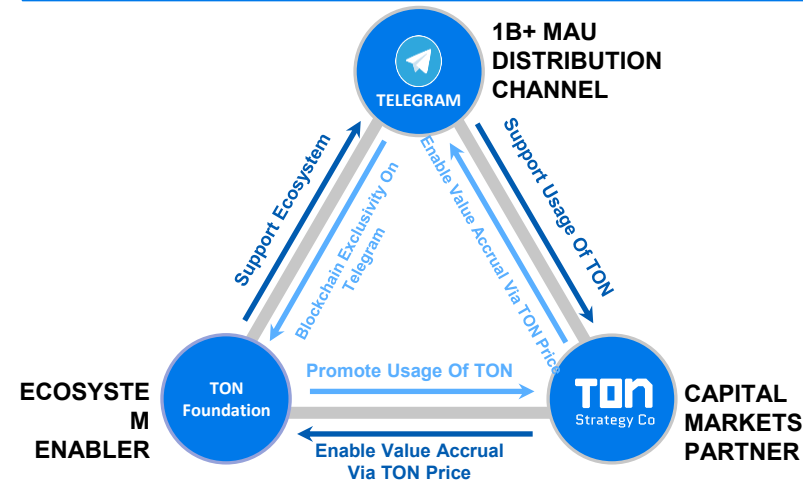 1B+ MAU
DISTRIBUTION
CHANNEL
TELEGRAM
Support Ecosystem
Blockchain Exclusivity On
Telegram
Enable Value Accrual Via TON Price
Support Usage Of TON
ECOSYSTE
M
ENABLER
TON
Foundation
Promote Usage Of TON
Enable Value Accrual
Via TON Price
TON
Strategy Co
CAPITAL
MARKETS
PARTNER